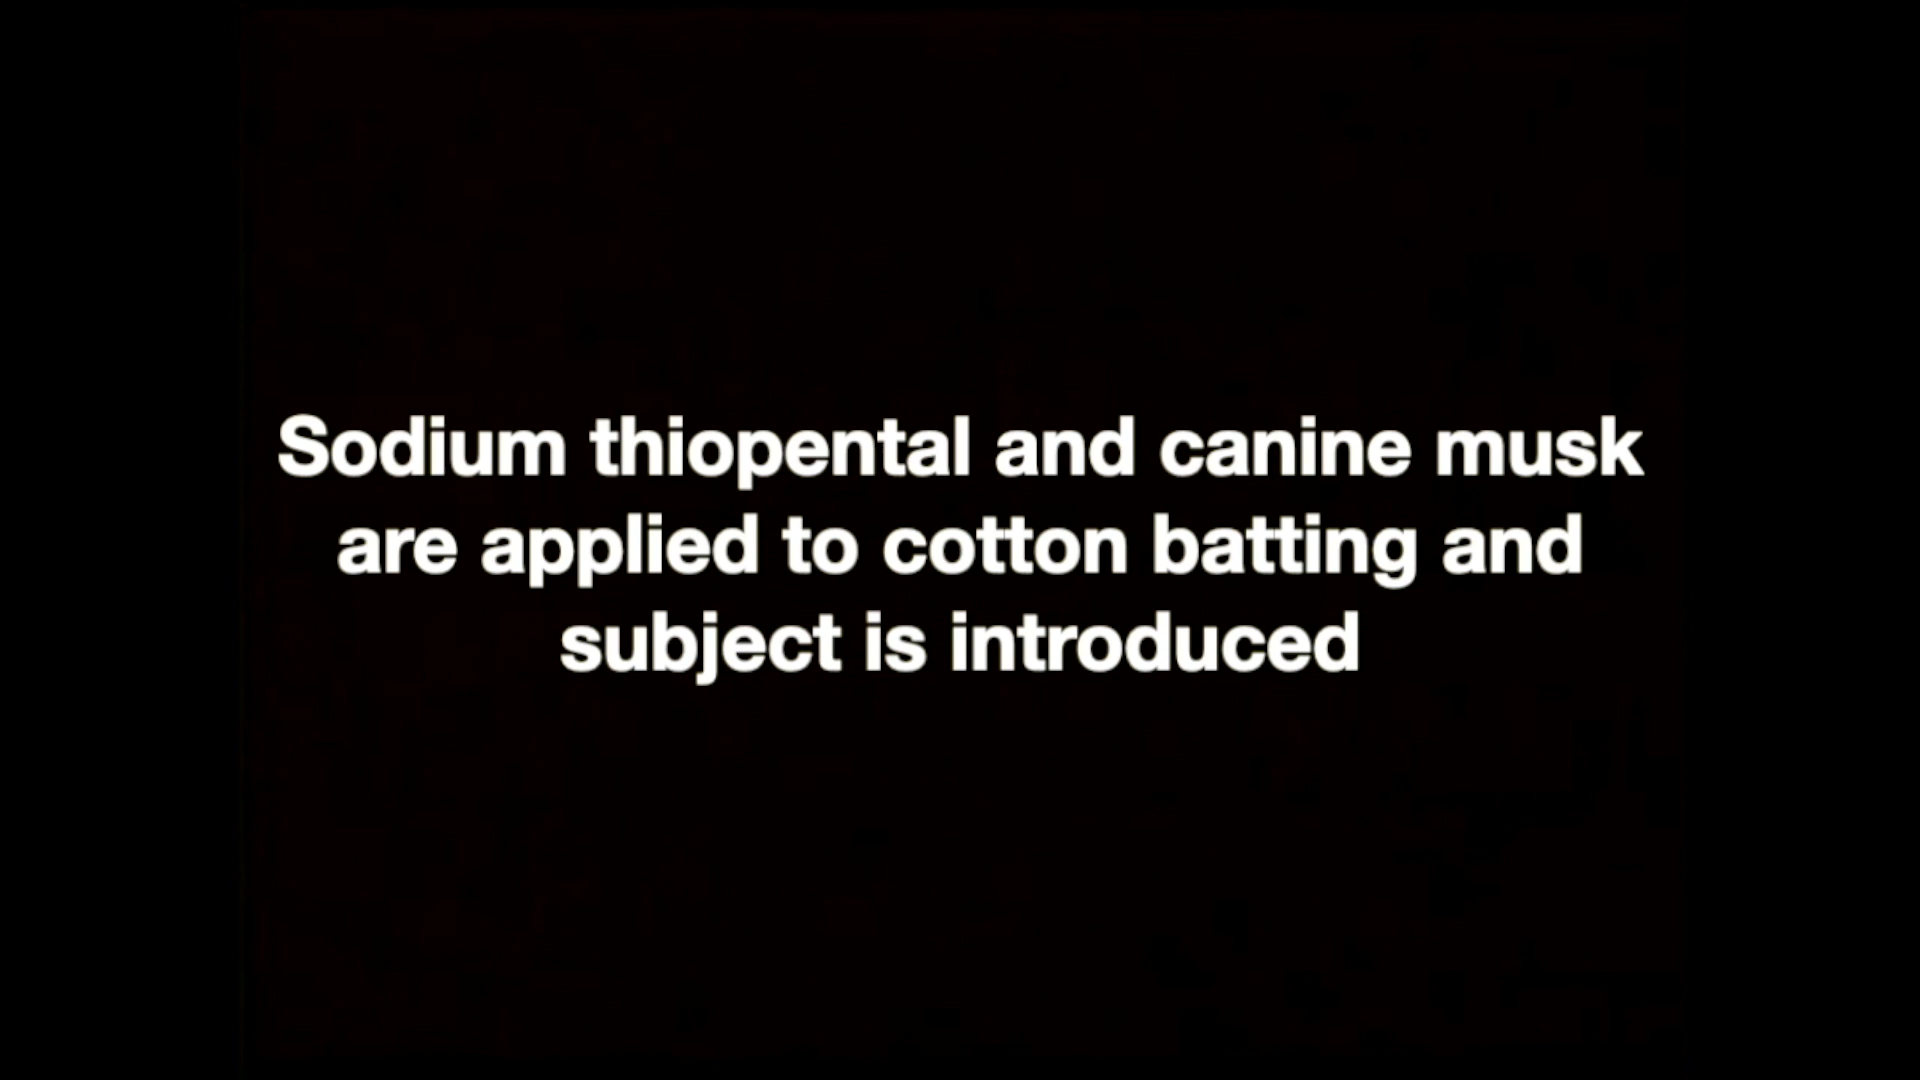 Sodium thiopental and canine musk
are applied to cotton batting and
subject is introduced